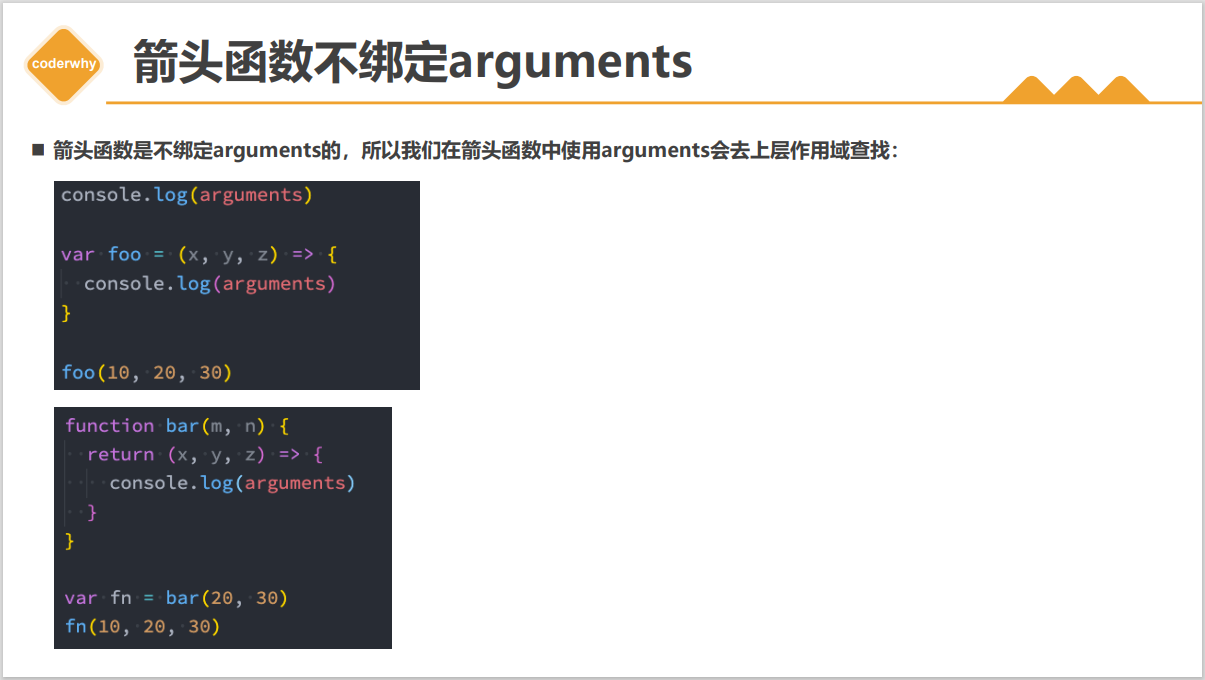 coderwhy
箭头函数不绑定arguments
箭头函数是不绑定arguments的，所以我们在箭头函数中使用arguments会去上层作用域查找：
console.log(arguments)
var foo = (x, y, z) => {
  console.log(arguments)
}
foo(10, 20, 30)
function bar(m, n) {
  return (x, y, z) => {
    console.log(arguments)
  }
}
var fn = bar(20, 30)
fn(10, 20, 30)